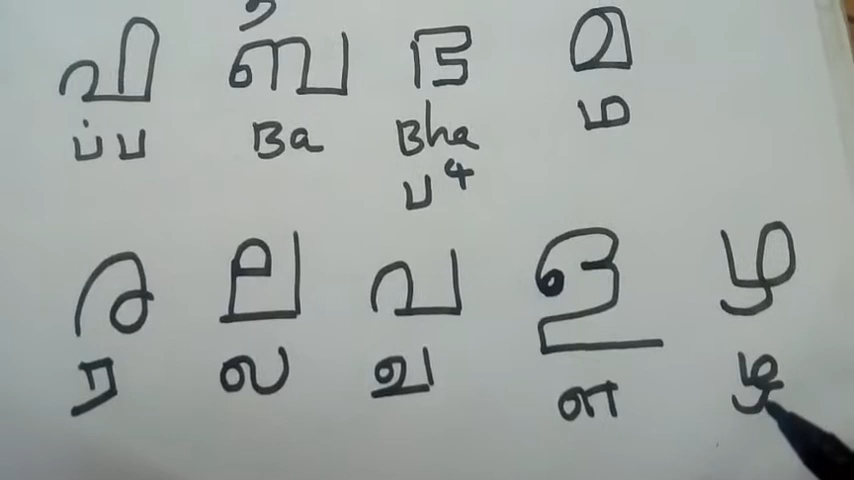 ഫ ബ ഭ മ
ப்ப Ba Bha ம
ப4
ര ല വ ള ഴ
ர ல வ ள ழ